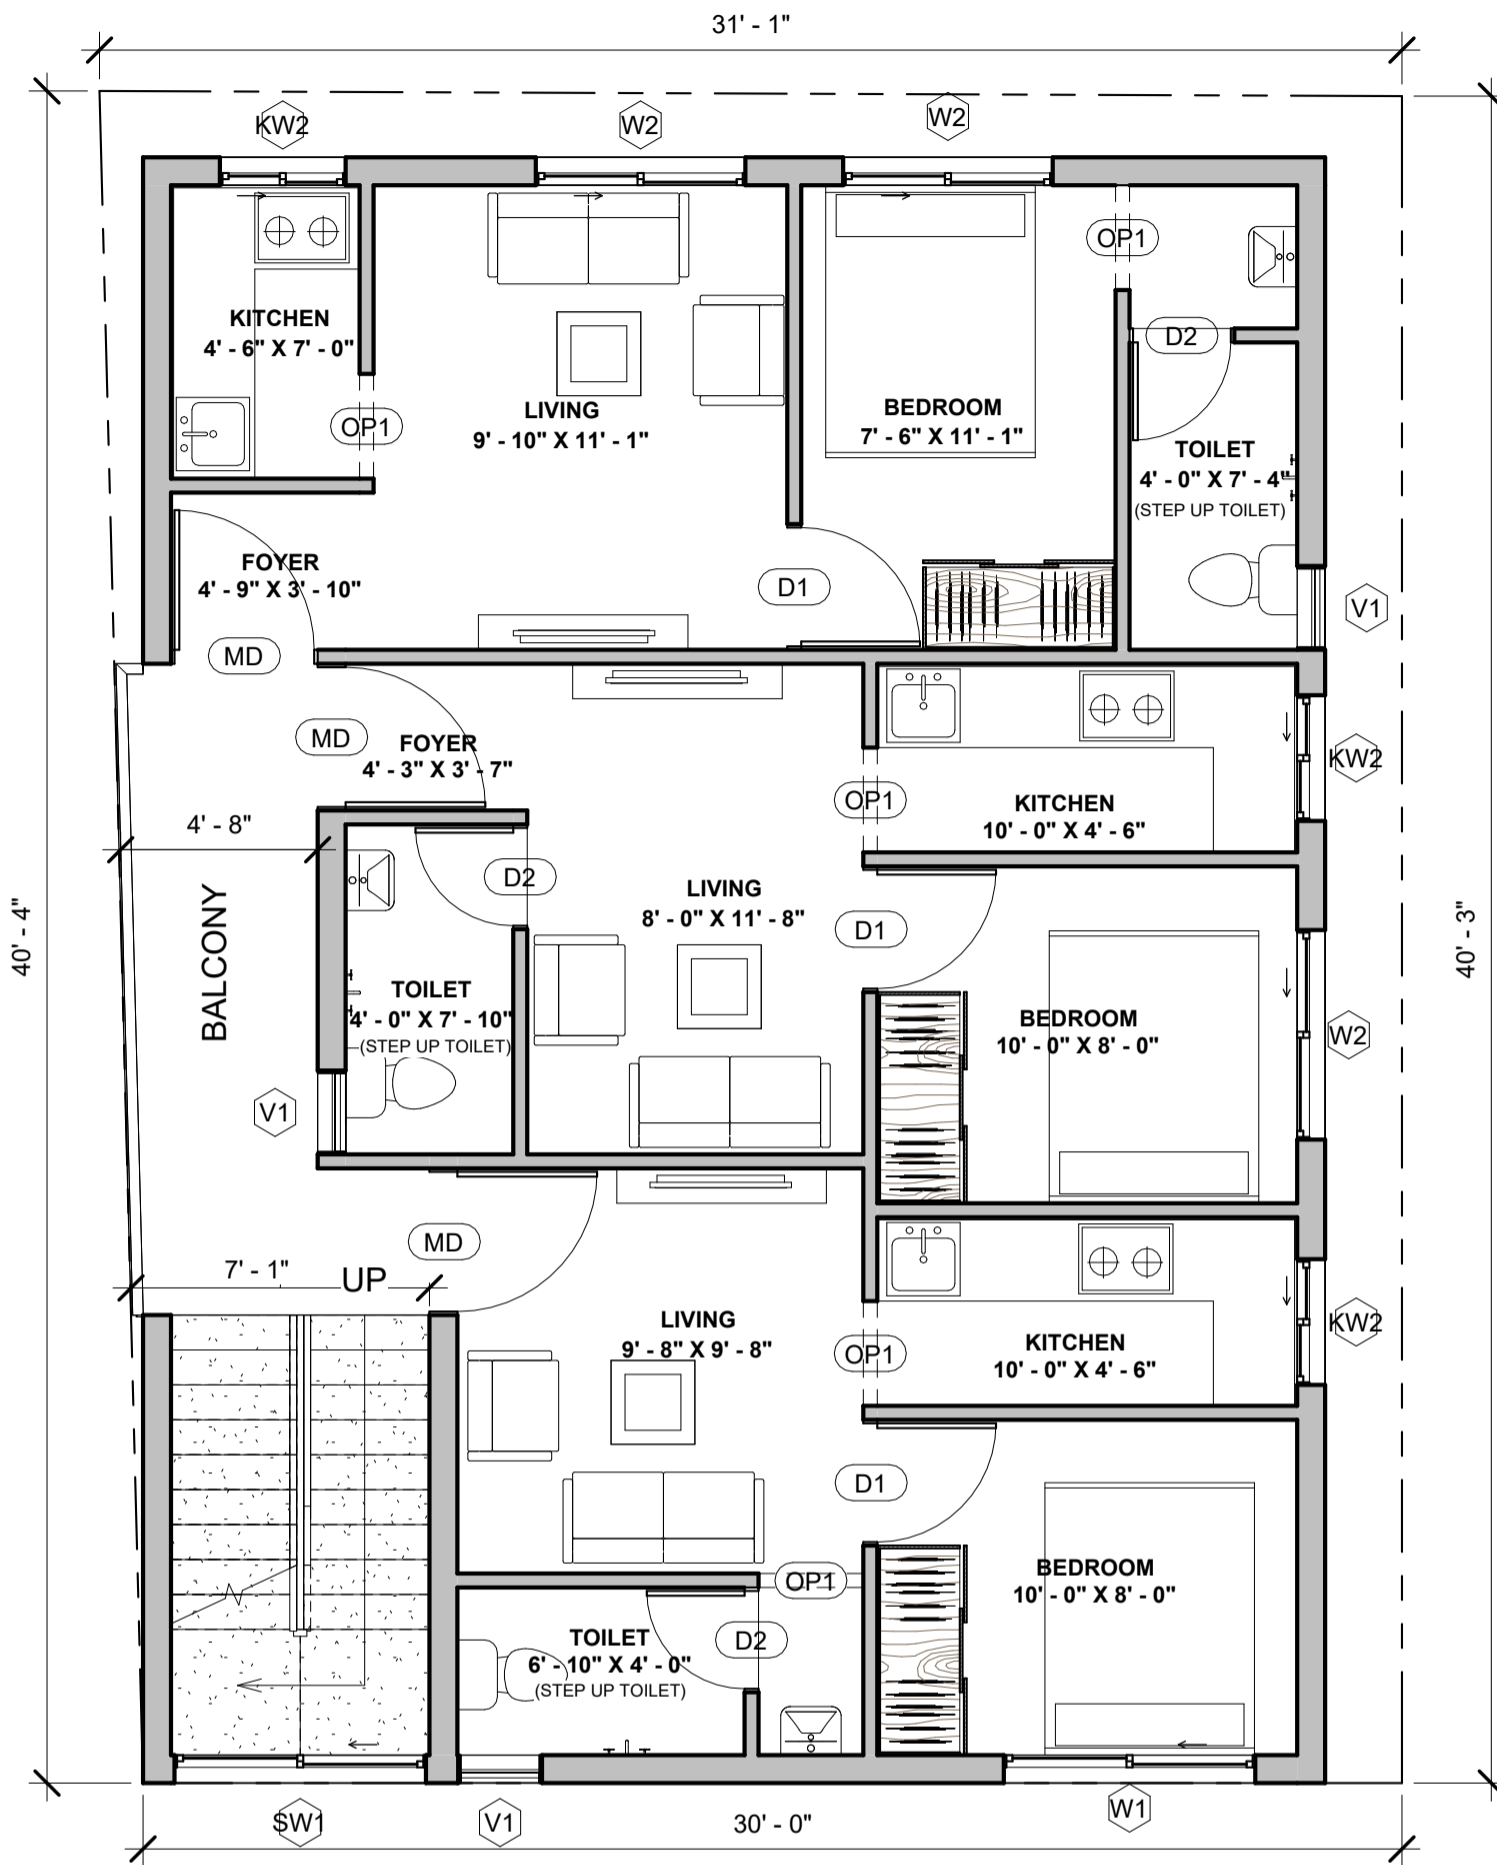 31' - 1"
KW2
W2
W2
OP1
KITCHEN
4' - 6" X 7' - 0"
D2
LIVING
9' - 10" X 11' - 1"
BEDROOM
7' - 6" X 11' - 1"
OP1
TOILET
4' - 0" X 7' - 4"
(STEP UP TOILET)
FOYER
4' - 9" X 3' - 10"
D1
V1
MD
MD
FOYER
4' - 3" X 3' - 7"
KW2
OP1
KITCHEN
10' - 0" X 4' - 6"
4' - 8"
D2
LIVING
8' - 0" X 11' - 8"
D1
40' - 4"
BALCONY
40' - 3"
TOILET
4' - 0" X 7' - 10"
(STEP UP TOILET)
BEDROOM
10' - 0" X 8' - 0"
W2
V1
MD
7' - 1"
UP
LIVING
9' - 8" X 9' - 8"
OP1
KITCHEN
10' - 0" X 4' - 6"
KW2
D1
OP1
BEDROOM
10' - 0" X 8' - 0"
TOILET
6' - 10" X 4' - 0"
(STEP UP TOILET)
D2
SW1
V1
30' - 0"
W1